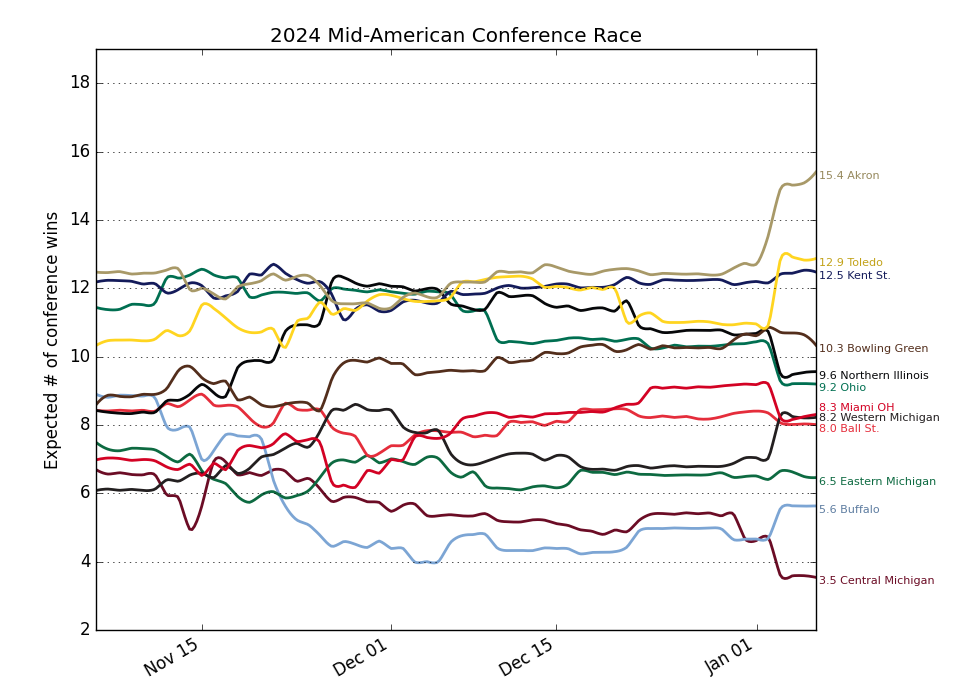 2024 Mid-American Conference Race
Expected # of conference wins
18
16
14
12
10
8
6
4
2
Nov 15
Dec 01
Dec 15
Jan 01
15.4 Akron
12.9 Toledo
12.5 Kent St.
10.3 Bowling Green
9.6 Northern Illinois
9.2 Ohio
8.3 Miami OH
8.2 Western Michigan
8.0 Ball St.
6.5 Eastern Michigan
5.6 Buffalo
3.5 Central Michigan